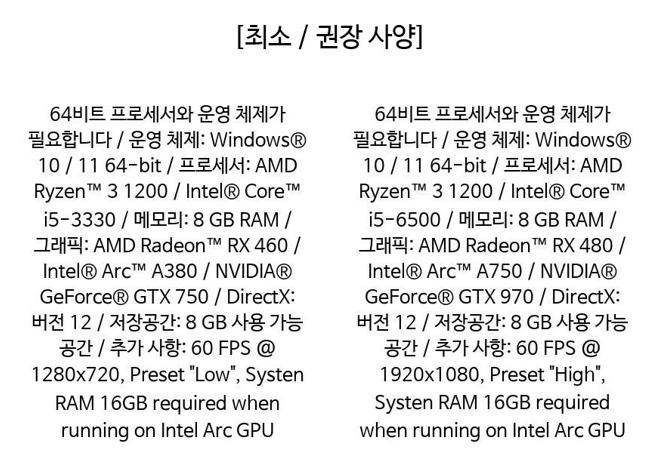 [최소 / 권장 사양]
64비트 프로세서와 운영 체제가
필요합니다 / 운영 체제: Windows®
10 / 11 64-bit / 프로세서: AMD
Ryzen™ 3 1200 / Intel® Core™
i5-3330 / 메모리: 8 GB RAM /
그래픽: AMD Radeon™ RX 460 /
Intel® Arc™ A380 / NVIDIA®
GeForce® GTX 750 / DirectX:
버전 12 / 저장공간: 8 GB 사용 가능
공간 / 추가 사항: 60 FPS @
1280x720, Preset "Low", Systen
RAM 16GB required when
running on Intel Arc GPU
64비트 프로세서와 운영 체제가
필요합니다 / 운영 체제: Windows®
10 / 11 64-bit / 프로세서: AMD
Ryzen™ 3 1200 / Intel® Core™
i5-6500 / 메모리: 8 GB RAM /
그래픽: AMD Radeon™ RX 480 /
Intel® Arc™ A750 / NVIDIA®
GeForce® GTX 970 / DirectX:
버전 12 / 저장공간: 8 GB 사용 가능
공간 / 추가 사항: 60 FPS @
1920x1080, Preset "High",
Systen RAM 16GB required
when running on Intel Arc GPU